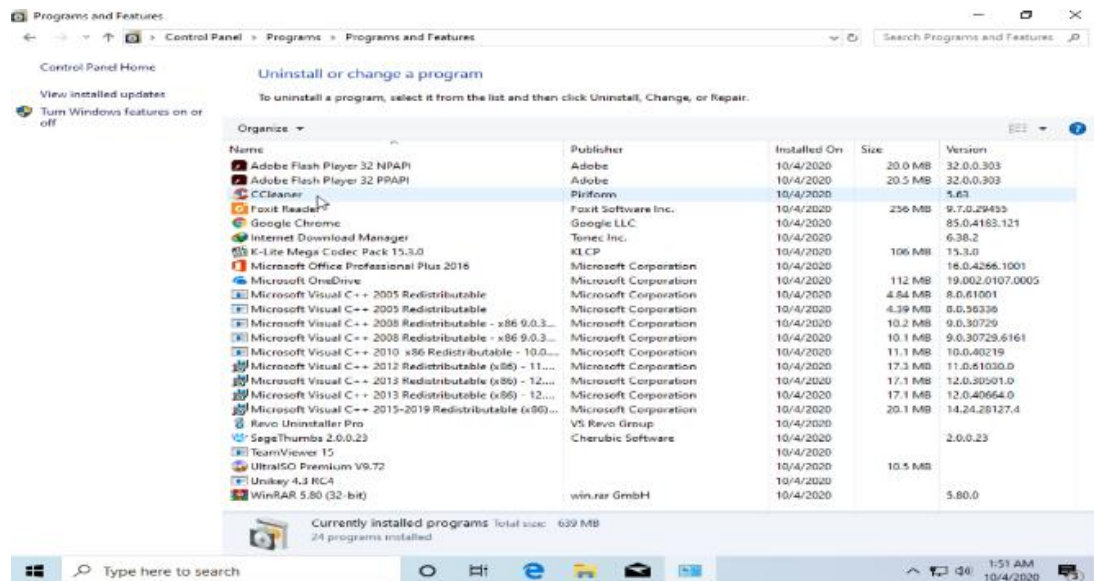 Programs and Features
Control Panel > Programs > Programs and Features
Search Programs and Features
Control Panel Home
View installed updates
Turn Windows features on or off
Uninstall or change a program
To uninstall a program, select it from the list and then click Uninstall, Change, or Repair.
Organize
Name Publisher Installed On Size Version
Adobe Flash Player 32 NPAPI Adobe 10/4/2020 20.0 MB 32.0.0.303
Adobe Flash Player 32 PPAPI Adobe 10/4/2020 20.5 MB 32.0.0.303
CCleaner Piriform 10/4/2020 5.63
Foxit Reader Foxit Software Inc. 10/4/2020 256 MB 9.7.0.29455
Google Chrome Google LLC 10/4/2020 85.0.4183.121
Internet Download Manager Tonec Inc. 10/4/2020 6.38.2
K-Lite Mega Codec Pack 15.3.0 KLCP 10/4/2020 106 MB 15.3.0
Microsoft Office Professional Plus 2016 Microsoft Corporation 10/4/2020 16.0.4266.1001
Microsoft OneDrive Microsoft Corporation 10/4/2020 112 MB 19.002.0107.0005
Microsoft Visual C++ 2005 Redistributable Microsoft Corporation 10/4/2020 4.84 MB 8.0.61001
Microsoft Visual C++ 2005 Redistributable Microsoft Corporation 10/4/2020 4.39 MB 8.0.56336
Microsoft Visual C++ 2008 Redistributable - x86 9.0.3... Microsoft Corporation 10/4/2020 10.2 MB 9.0.30729
Microsoft Visual C++ 2008 Redistributable - x86 9.0.3... Microsoft Corporation 10/4/2020 10.1 MB 9.0.30729.6161
Microsoft Visual C++ 2010 x86 Redistributable - 10.0.... Microsoft Corporation 10/4/2020 11.1 MB 10.0.40219
Microsoft Visual C++ 2012 Redistributable (x86) - 11.... Microsoft Corporation 10/4/2020 17.3 MB 11.0.61030.0
Microsoft Visual C++ 2013 Redistributable (x86) - 12.... Microsoft Corporation 10/4/2020 17.1 MB 12.0.30501.0
Microsoft Visual C++ 2013 Redistributable (x86) - 12.... Microsoft Corporation 10/4/2020 17.1 MB 12.0.40664.0
Microsoft Visual C++ 2015-2019 Redistributable (x86)... Microsoft Corporation 10/4/2020 20.1 MB 14.24.28127.4
Revo Uninstaller Pro VS Revo Group 10/4/2020
SageThumbs 2.0.0.23 Cherubic Software 10/4/2020 2.0.0.23
TeamViewer 15 10/4/2020
UltraISO Premium V9.72 10/4/2020 10.5 MB
Unikey 4.3 RC4 10/4/2020
WinRAR 5.80 (32-bit) win.rar GmbH 10/4/2020 5.80.0
Currently installed programs Total size: 639 MB
24 programs installed
Type here to search
1:51 AM
10/4/2020